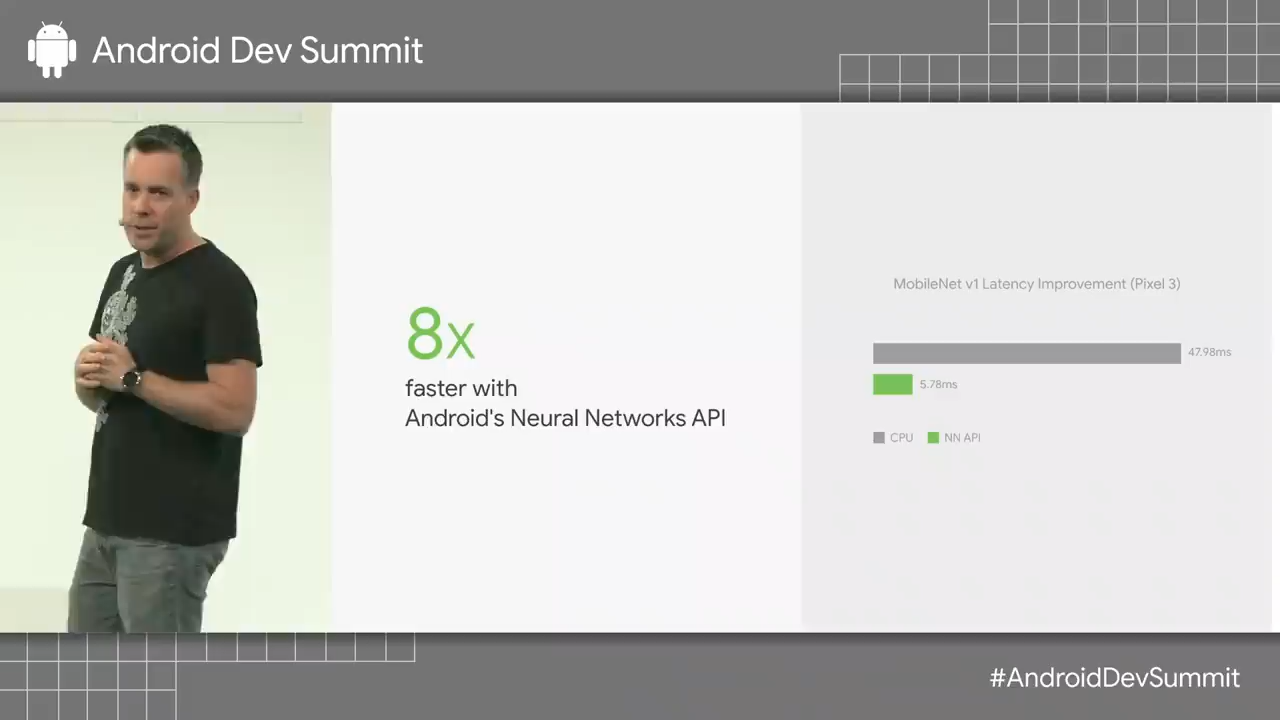 Android Dev Summit
8x
faster with
Android's Neural Networks API
MobileNet v1 Latency Improvement (Pixel 3)
47.98ms
5.78ms
CPU
NN API
#AndroidDevSummit